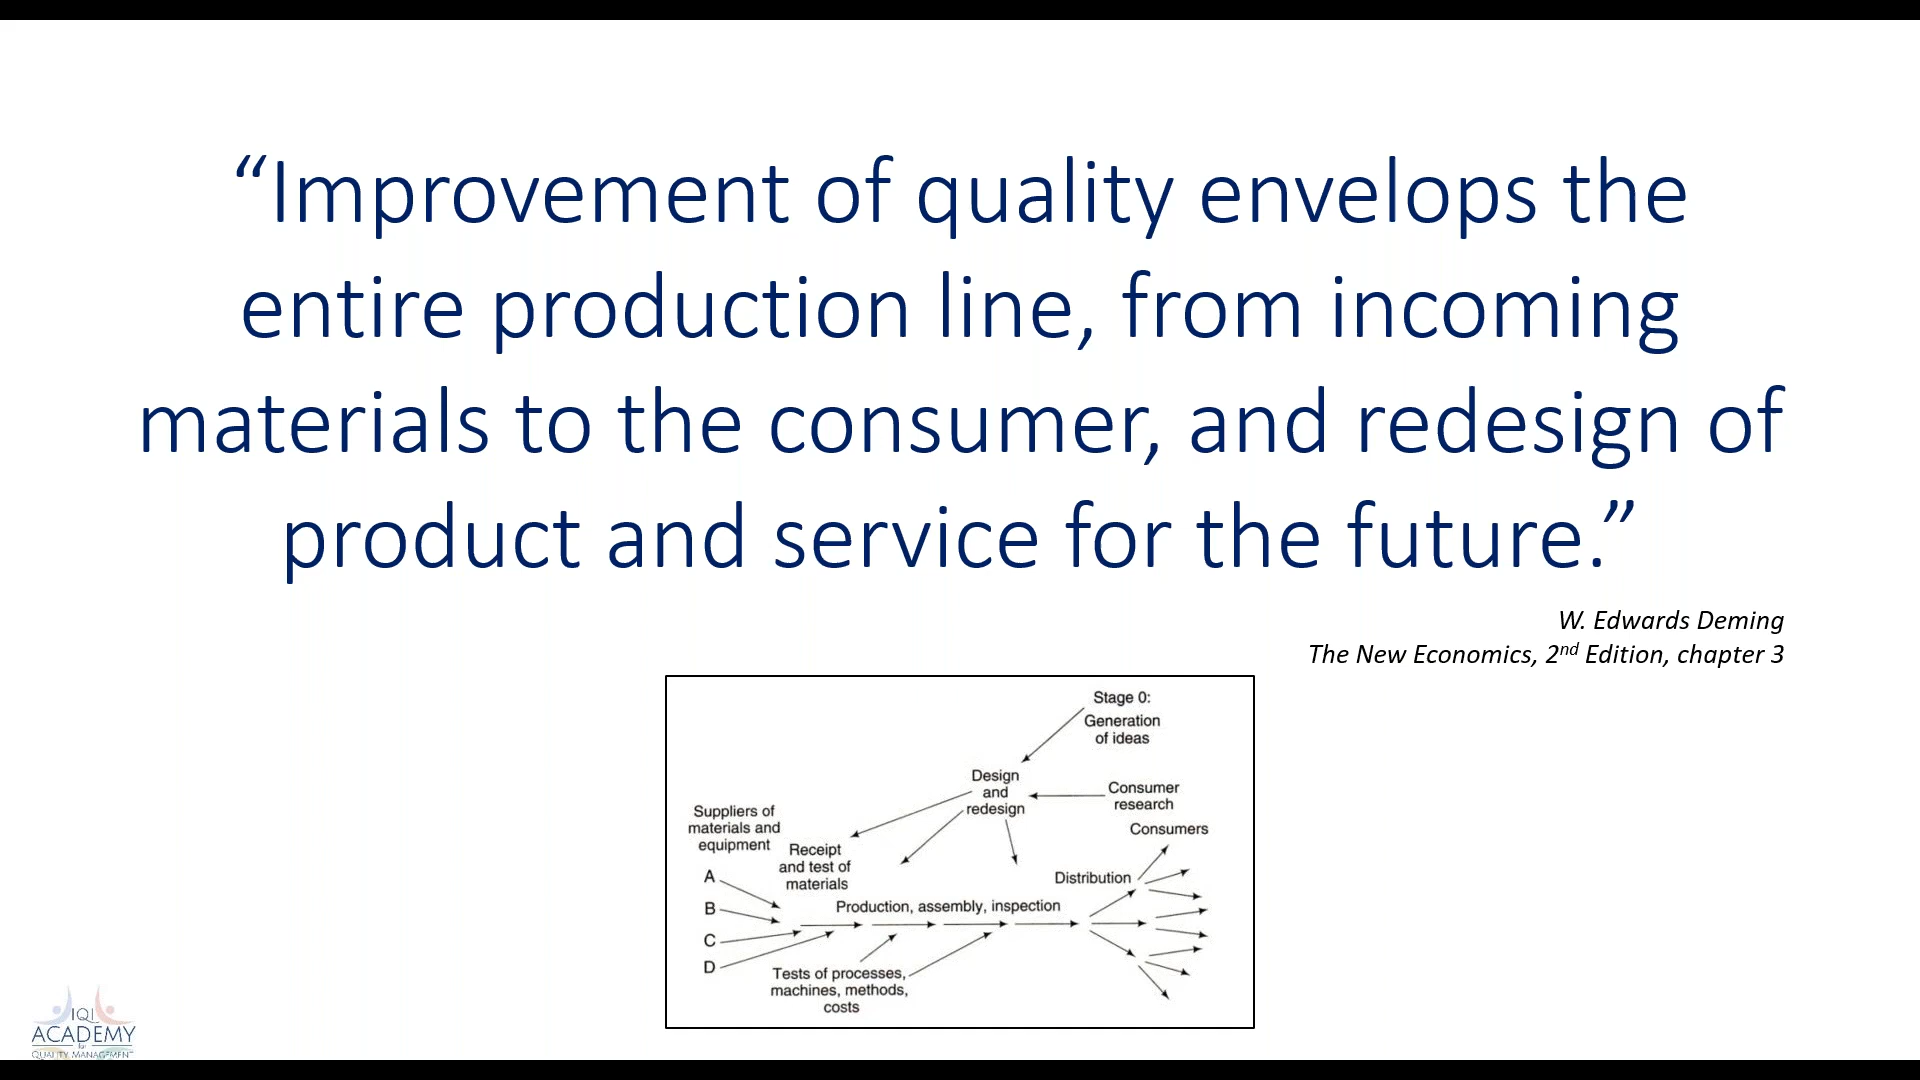 “Improvement of quality envelops the
entire production line, from incoming
materials to the consumer, and redesign of
product and service for the future.”
W. Edwards Deming
The New Economics, 2nd Edition, chapter 3
Stage 0:
Generation
of ideas
Design
and
redesign
Consumer
research
Suppliers of
materials and
equipment
Consumers
Receipt
and test of
materials
A
B
C
D
Distribution
Production, assembly, inspection
Tests of processes,
machines, methods,
costs
IQI
ACADEMY
for
QUALITY MANAGEMENT